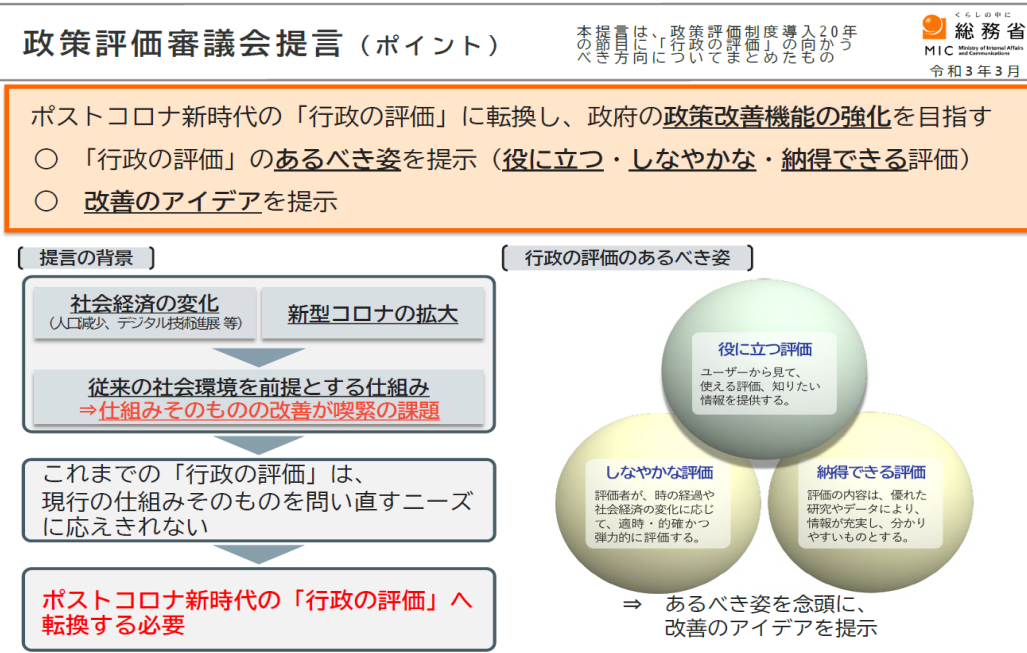 政策評価審議会提言（ポイント）
本提言は、政策評価制度導入20年
の節目に「行政の評価」の向かう
べき方向についてまとめたもの
くらしの中に
総務省
MIC Ministry of Internal Affairs
and Communications
令和3年3月
ポストコロナ新時代の「行政の評価」に転換し、政府の政策改善機能の強化を目指す
○ 「行政の評価」のあるべき姿を提示（役に立つ・しなやかな・納得できる評価）
○ 改善のアイデアを提示
〔 提言の背景 〕
社会経済の変化
（人口減少、デジタル技術進展 等）
新型コロナの拡大
従来の社会環境を前提とする仕組み
⇒仕組みそのものの改善が喫緊の課題
これまでの「行政の評価」は、
現行の仕組みそのものを問い直すニーズ
に応えきれない
ポストコロナ新時代の「行政の評価」へ
転換する必要
〔 行政の評価のあるべき姿 〕
役に立つ評価
ユーザーから見て、
使える評価、知りたい
情報を提供する。
しなやかな評価
評価者が、時の経過や
社会経済の変化に応じ
て、適時・的確かつ
弾力的に評価する。
納得できる評価
評価の内容は、優れた
研究やデータにより、
情報が充実し、分かり
やすいものとする。
⇒ あるべき姿を念頭に、
改善のアイデアを提示